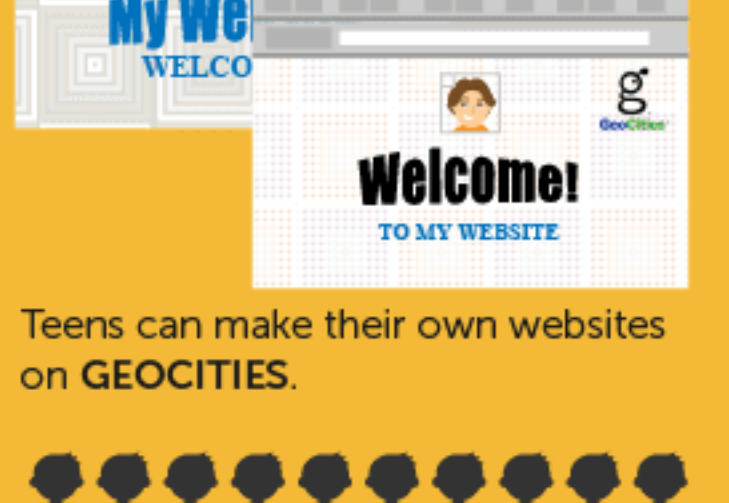 My We
WELCO
g
GeoCities
Welcome!
TO MY WEBSITE
Teens can make their own websites
on GEOCITIES.